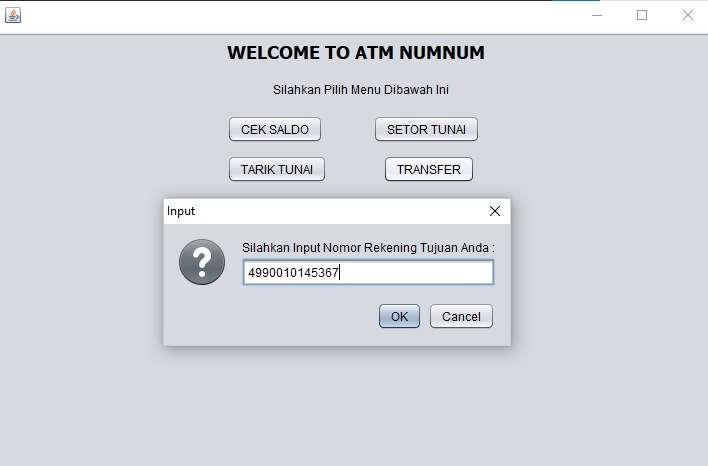 WELCOME TO ATM NUMNUM
Silahkan Pilih Menu Dibawah Ini
CEK SALDO
SETOR TUNAI
TARIK TUNAI
TRANSFER
Input
Silahkan Input Nomor Rekening Tujuan Anda :
4990010145367
OK
Cancel